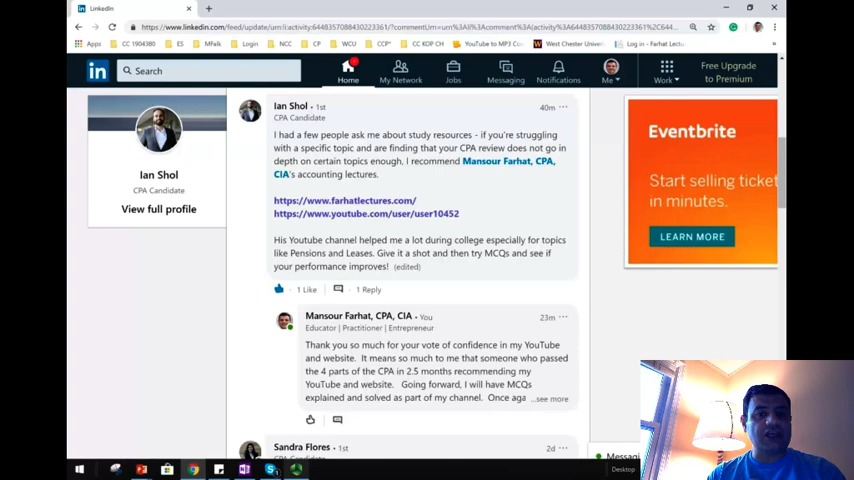 LinkedIn
https://www.linkedin.com/feed/update/urn:li:activity:6448357088430223361/?commentUrn=urn%3Ali%3Acomment%3A(activity%3A6448357088430223361%2C644...
Apps
CC 1904380
ES
MFalk
Login
NCC
CP
WCU
CCP*
CC KOP CH
YouTube to MP3 Com
West Chester Univer
Log in - Farhat Lectu
Search
Home
My Network
Jobs
Messaging
Notifications
Me
Work
Free Upgrade
to Premium
Ian Shol
CPA Candidate
View full profile
Ian Shol • 1st
40m
CPA Candidate
I had a few people ask me about study resources - if you're struggling
with a specific topic and are finding that your CPA review does not go in
depth on certain topics enough, I recommend Mansour Farhat, CPA,
CIA's accounting lectures.
https://www.farhatlectures.com/
https://www.youtube.com/user/user10452
His Youtube channel helped me a lot during college especially for topics
like Pensions and Leases. Give it a shot and then try MCQs and see if
your performance improves! (edited)
1 Like
1 Reply
Mansour Farhat, CPA, CIA • You
23m
Educator | Practitioner | Entrepreneur
Thank you so much for your vote of confidence in my YouTube
and website. It means so much to me that someone who passed
the 4 parts of the CPA in 2.5 months recommending my
YouTube and website. Going forward, I will have MCQs
explained and solved as part of my channel. Once aga ...see more
Sandra Flores • 1st
2d
CPA Candidate
Eventbrite
Start selling ticket
in minutes.
LEARN MORE
Messaging
Desktop